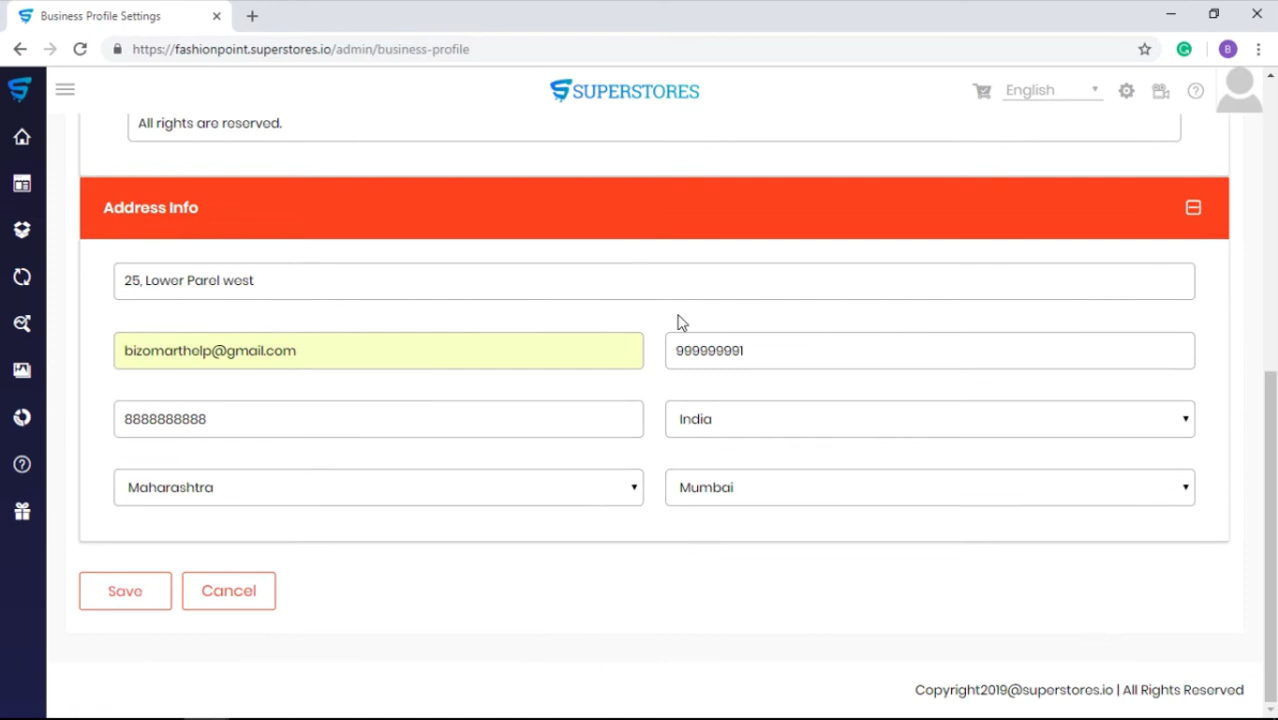 Business Profile Settings
https://fashionpoint.superstores.io/admin/business-profile
B
SUPERSTORES
English
All rights are reserved.
Address Info
25, Lower Parel west
bizomarthelp@gmail.com
999999991
8888888888
India
Maharashtra
Mumbai
Save
Cancel
Copyright2019@superstores.io | All Rights Reserved